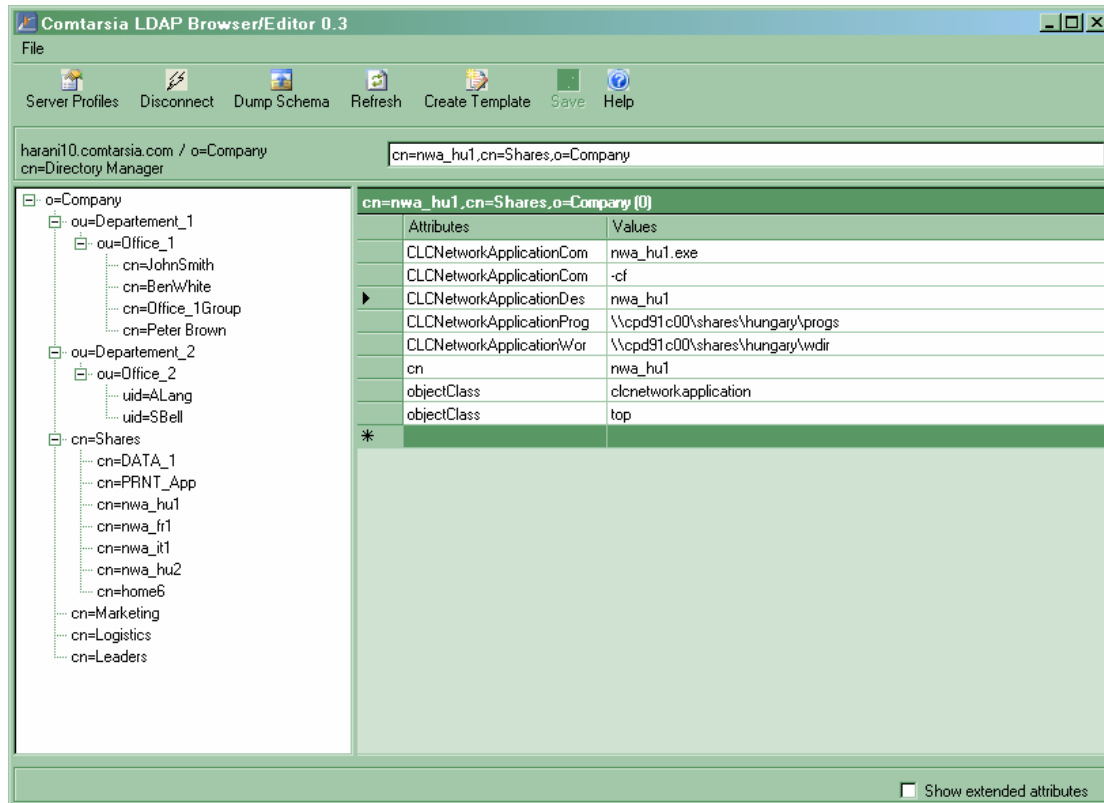 Comtarsia LDAP Browser/Editor 0.3
File
Server Profiles Disconnect Dump Schema Refresh Create Template Save Help
harani10.comtarsia.com / o=Company
cn=Directory Manager
cn=nwa_hu1,cn=Shares,o=Company
o=Company
ou=Departement_1
ou=Office_1
cn=JohnSmith
cn=BenWhite
cn=Office_1Group
cn=Peter Brown
ou=Departement_2
ou=Office_2
uid=ALang
uid=SBell
cn=Shares
cn=DATA_1
cn=PRNT_App
cn=nwa_hu1
cn=nwa_fr1
cn=nwa_it1
cn=nwa_hu2
cn=home6
cn=Marketing
cn=Logistics
cn=Leaders
cn=nwa_hu1,cn=Shares,o=Company (0)
Attributes Values
CLCNetworkApplicationCom nwa_hu1.exe
CLCNetworkApplicationCom -cf
CLCNetworkApplicationDes nwa_hu1
CLCNetworkApplicationProg \\cpd91c00\shares\hungary\progs
CLCNetworkApplicationWor \\cpd91c00\shares\hungary\wdir
cn nwa_hu1
objectClass clcnetworkapplication
objectClass top
Show extended attributes